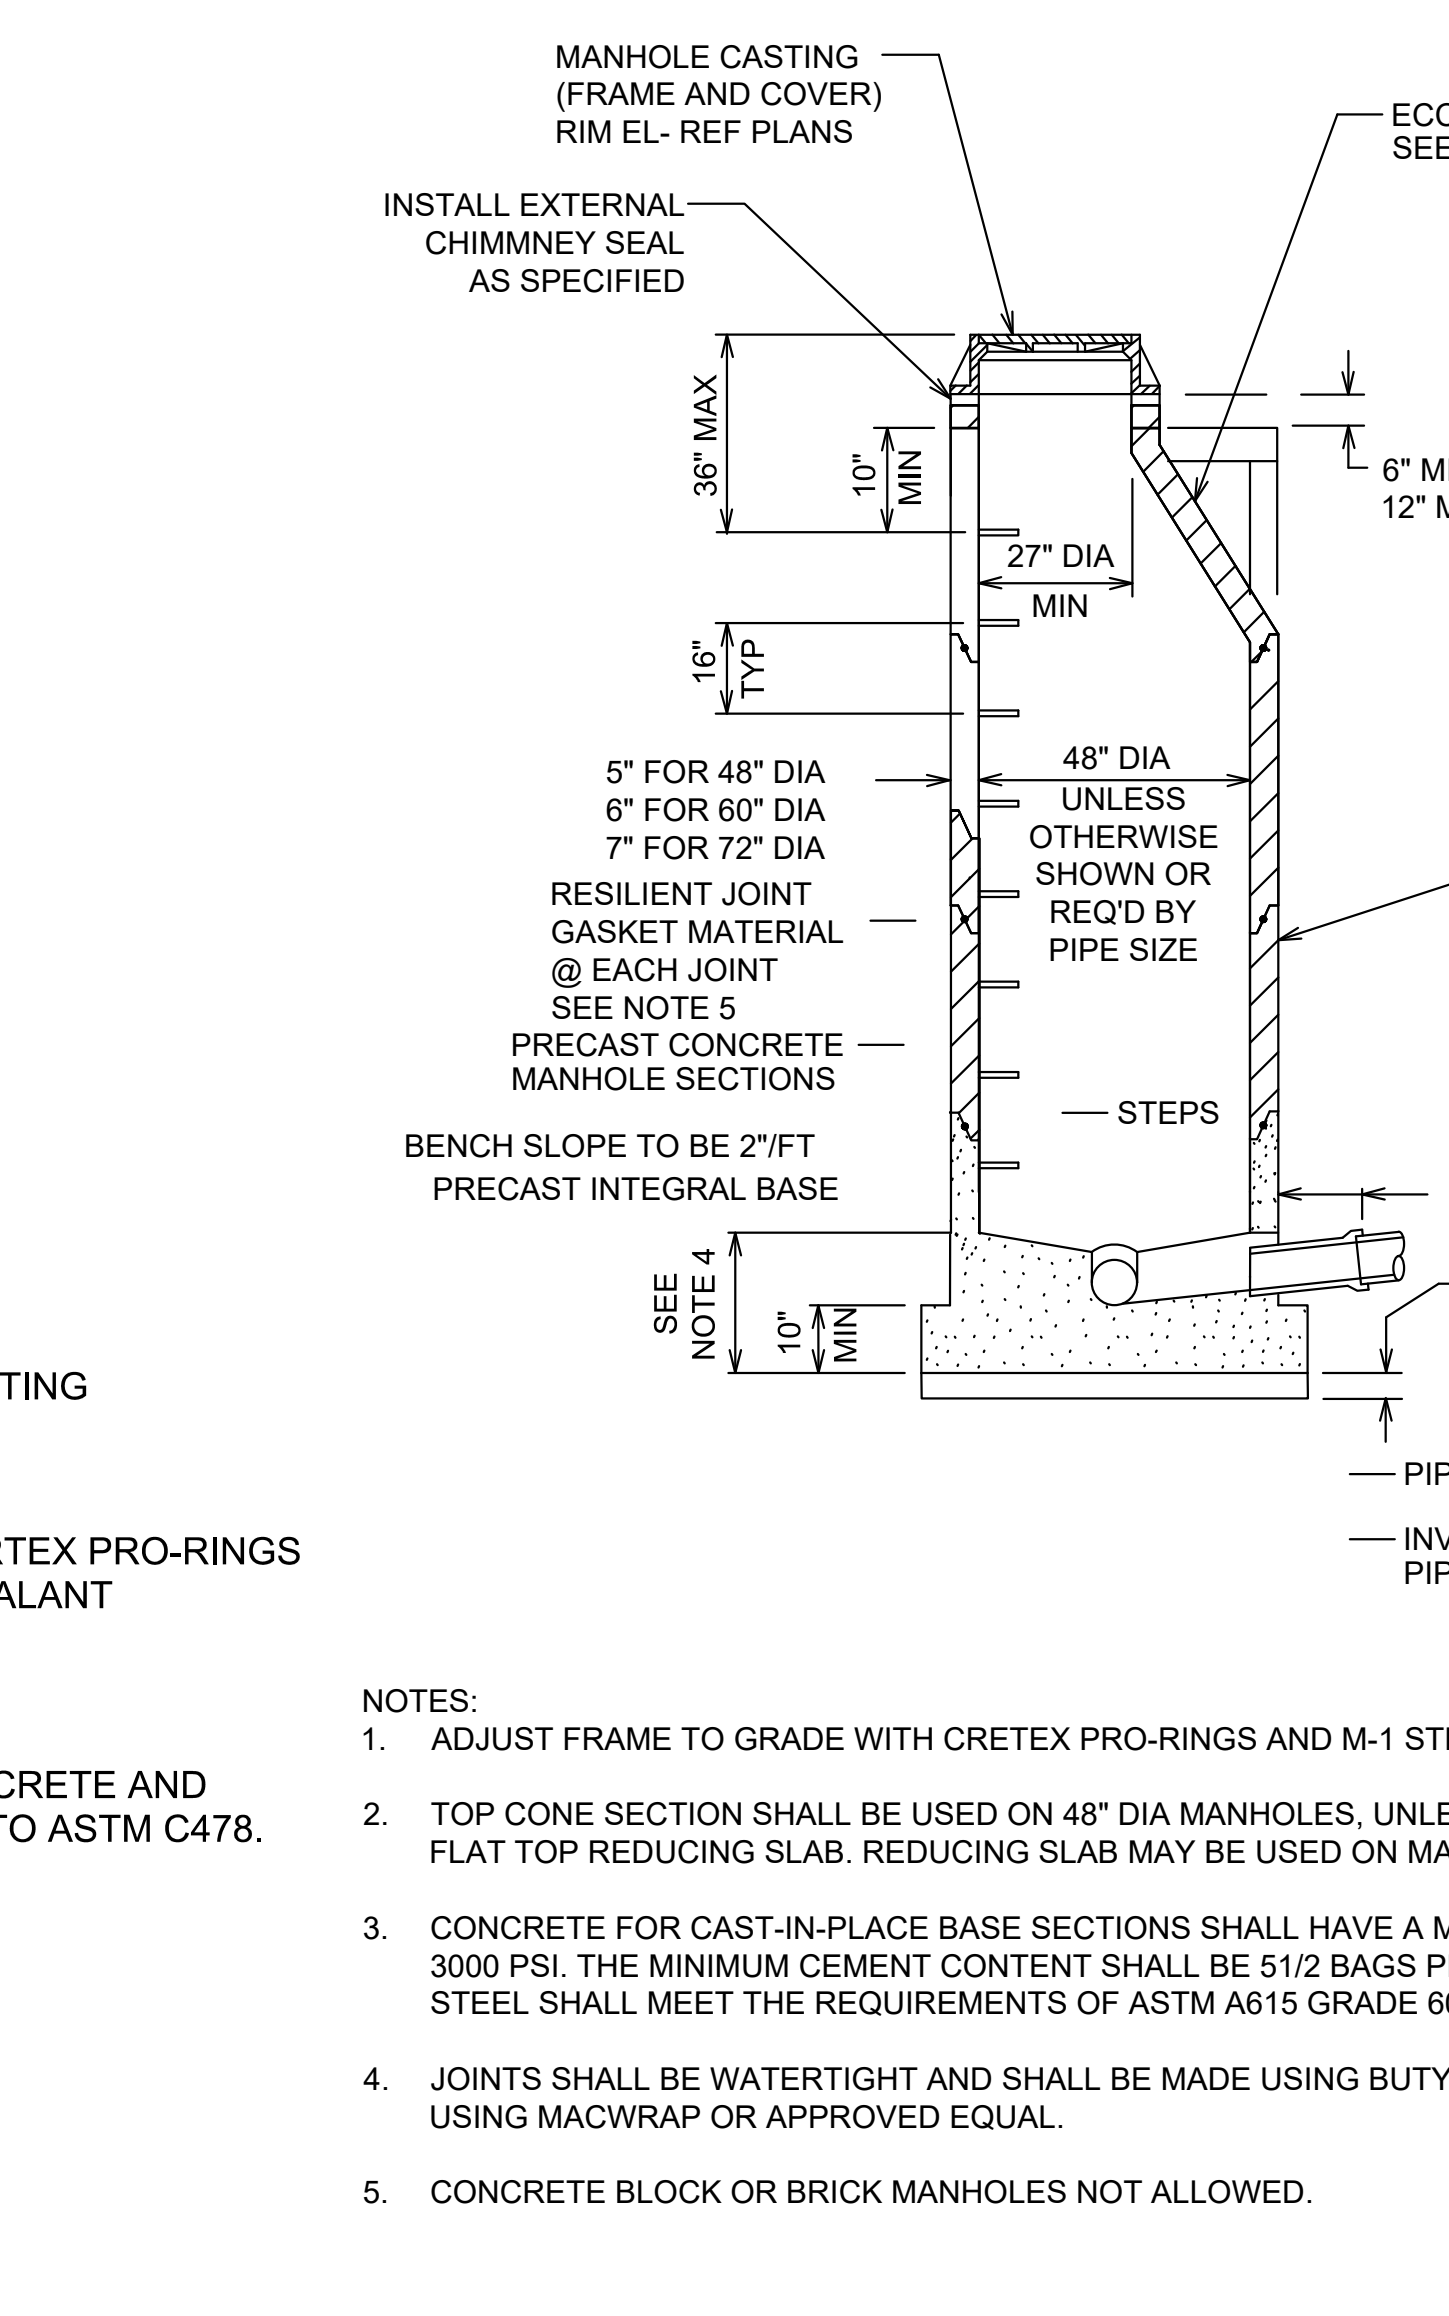 MANHOLE CASTING
(FRAME AND COVER)
RIM EL- REF PLANS
INSTALL EXTERNAL
CHIMMNEY SEAL
AS SPECIFIED
SEE
36" MAX
10"
MIN
6"
12"
27" DIA
MIN
16"
TYP
5" FOR 48" DIA
6" FOR 60" DIA
7" FOR 72" DIA
48" DIA
UNLESS
OTHERWISE
SHOWN OR
REQ'D BY
PIPE SIZE
RESILIENT JOINT
GASKET MATERIAL
@ EACH JOINT
SEE NOTE 5
PRECAST CONCRETE
MANHOLE SECTIONS
STEPS
BENCH SLOPE TO BE 2"/FT
PRECAST INTEGRAL BASE
SEE
NOTE 4
10"
MIN
TING
PIP
INV
PIP
RTEX PRO-RINGS
ALANT
CRETE AND
TO ASTM C478.
NOTES:
1. ADJUST FRAME TO GRADE WITH CRETEX PRO-RINGS AND M-1
2. TOP CONE SECTION SHALL BE USED ON 48" DIA MANHOLES, UNLE
FLAT TOP REDUCING SLAB. REDUCING SLAB MAY BE USED ON MA
3. CONCRETE FOR CAST-IN-PLACE BASE SECTIONS SHALL HAVE A
3000 PSI. THE MINIMUM CEMENT CONTENT SHALL BE 51/2 BAGS
STEEL SHALL MEET THE REQUIREMENTS OF ASTM A615 GRADE 60
4. JOINTS SHALL BE WATERTIGHT AND SHALL BE MADE USING BUTY
USING MACWRAP OR APPROVED EQUAL.
5. CONCRETE BLOCK OR BRICK MANHOLES NOT ALLOWED.